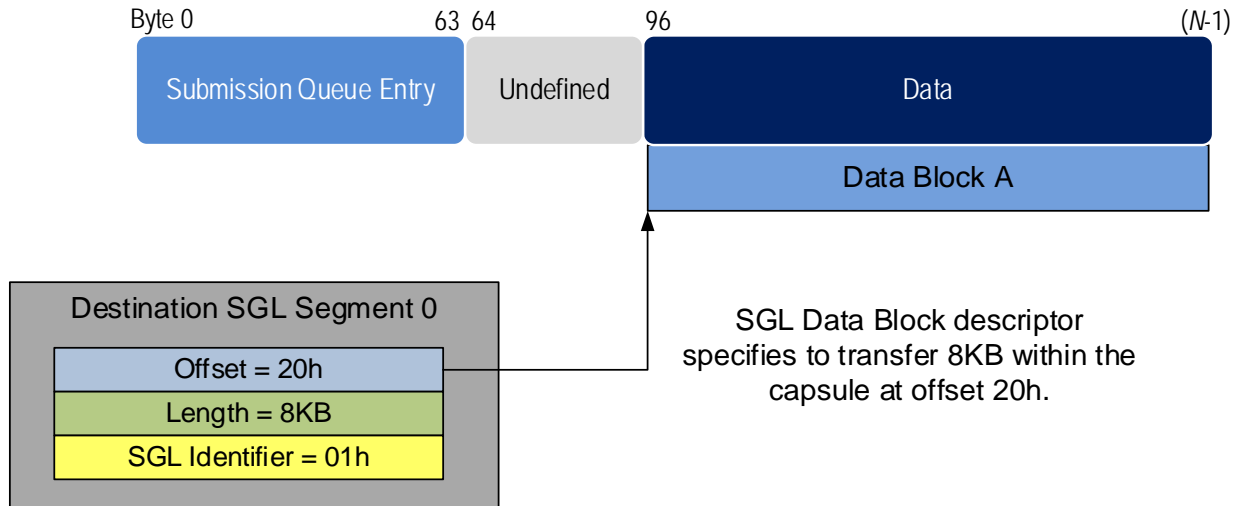 Byte 0 63 64 96 (N-1)
Submission Queue Entry Undefined Data
Data Block A
Destination SGL Segment 0
Offset = 20h
Length = 8KB
SGL Identifier = 01h
SGL Data Block descriptor
specifies to transfer 8KB within the
capsule at offset 20h.